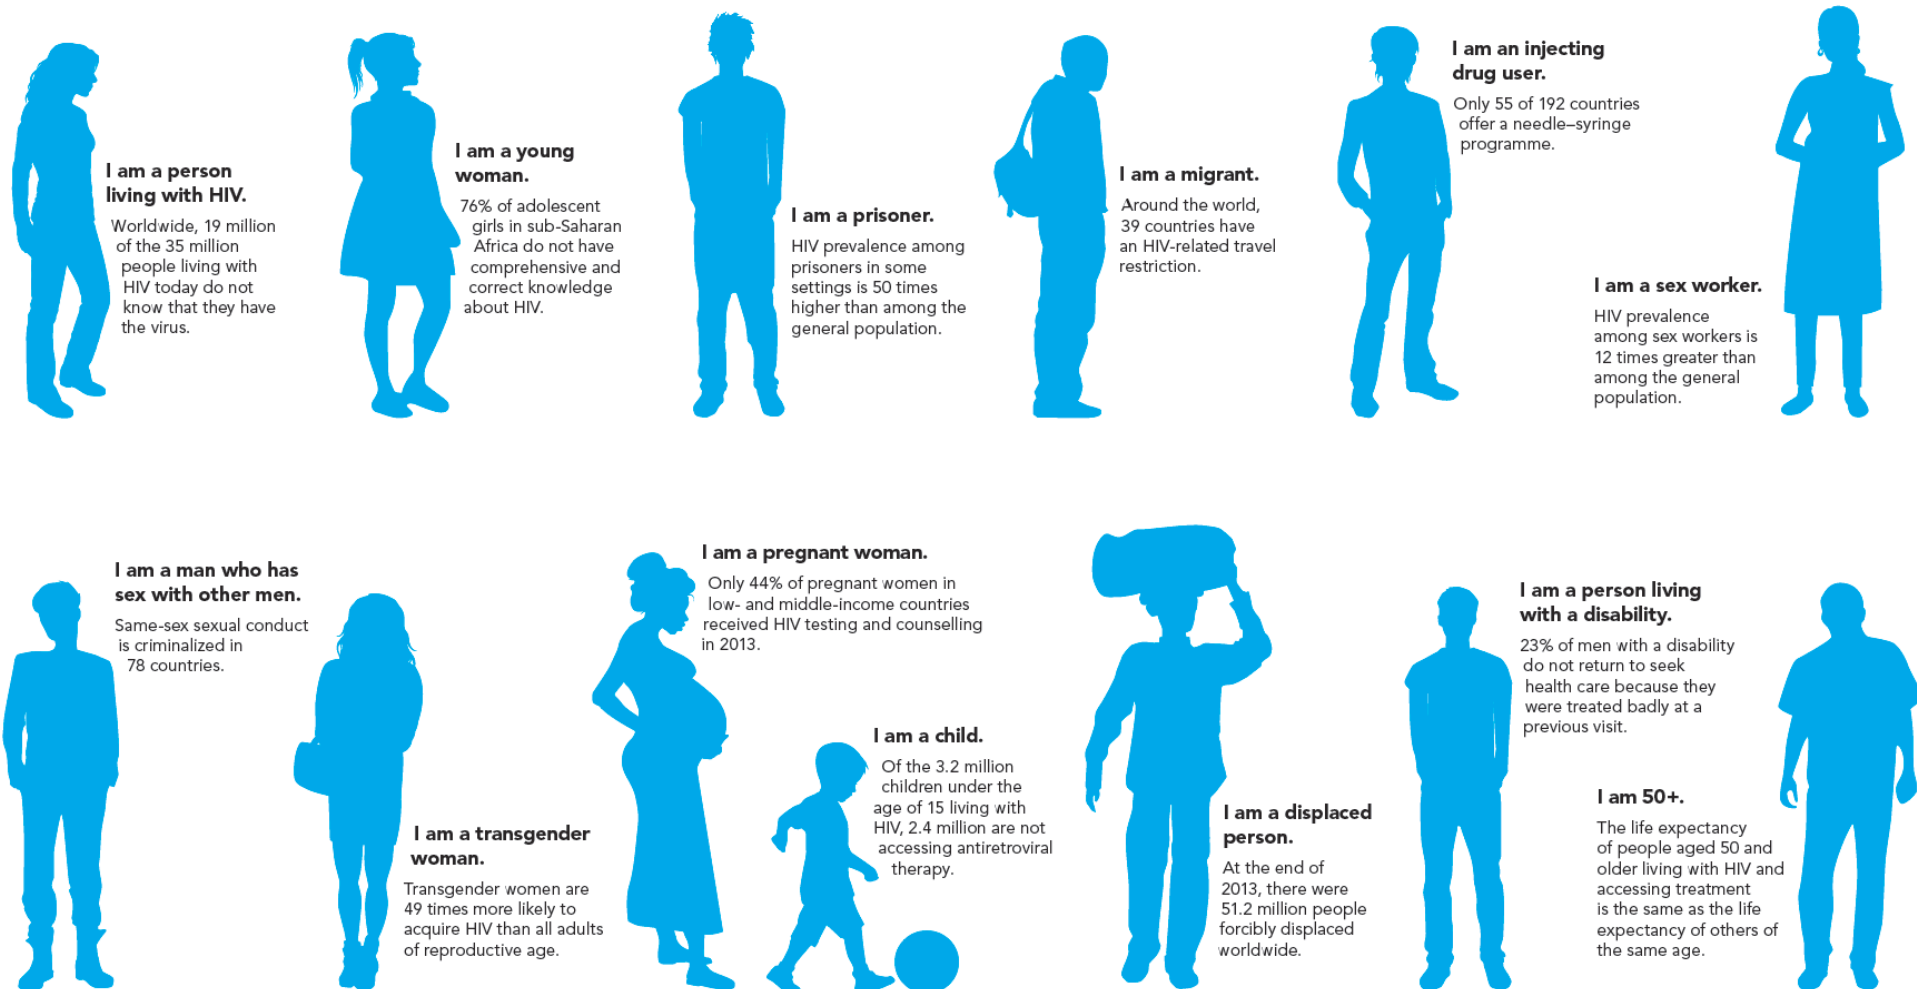 I am a person
living with HIV.
Worldwide, 19 million
of the 35 million
people living with
HIV today do not
know that they have
the virus.
I am a young
woman.
76% of adolescent
girls in sub-Saharan
Africa do not have
comprehensive and
correct knowledge
about HIV.
I am a prisoner.
HIV prevalence among
prisoners in some
settings is 50 times
higher than among the
general population.
I am a migrant.
Around the world,
39 countries have
an HIV-related travel
restriction.
I am an injecting
drug user.
Only 55 of 192 countries
offer a needle–syringe
programme.
I am a sex worker.
HIV prevalence
among sex workers is
12 times greater than
among the general
population.
I am a man who has
sex with other men.
Same-sex sexual conduct
is criminalized in
78 countries.
I am a transgender
woman.
Transgender women are
49 times more likely to
acquire HIV than all adults
of reproductive age.
I am a pregnant woman.
Only 44% of pregnant women in
low- and middle-income countries
received HIV testing and counselling
in 2013.
I am a child.
Of the 3.2 million
children under the
age of 15 living with
HIV, 2.4 million are not
accessing antiretroviral
therapy.
I am a displaced
person.
At the end of
2013, there were
51.2 million people
forcibly displaced
worldwide.
I am a person living
with a disability.
23% of men with a disability
do not return to seek
health care because they
were treated badly at a
previous visit.
I am 50+.
The life expectancy
of people aged 50 and
older living with HIV and
accessing treatment
is the same as the life
expectancy of others of
the same age.